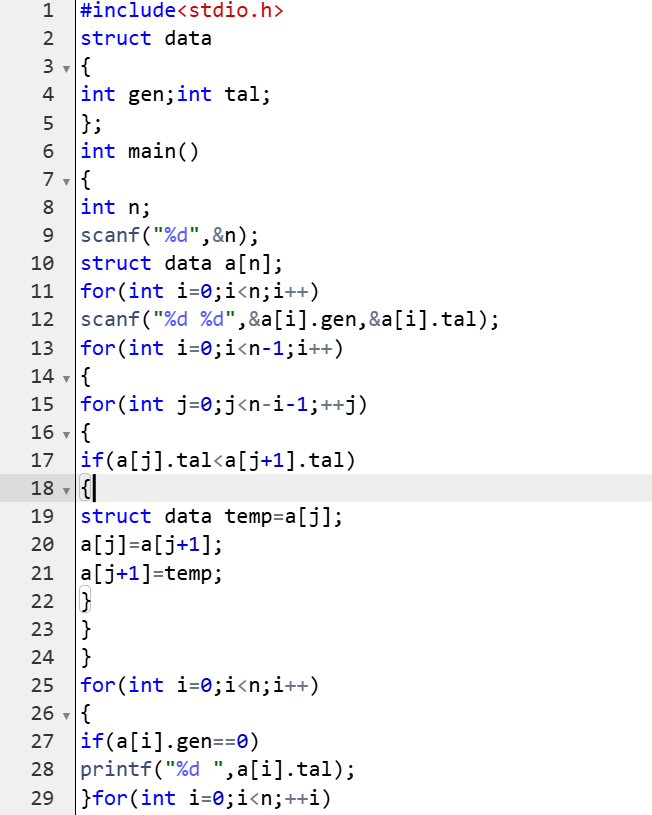 1 #include<stdio.h>
2 struct data
3 {
4 int gen;int tal;
5 };
6 int main()
7 {
8 int n;
9 scanf("%d",&n);
10 struct data a[n];
11 for(int i=0;i<n;i++)
12 scanf("%d %d",&a[i].gen,&a[i].tal);
13 for(int i=0;i<n-1;i++)
14 {
15 for(int j=0;j<n-i-1;++j)
16 {
17 if(a[j].tal<a[j+1].tal)
18 {
19 struct data temp=a[j];
20 a[j]=a[j+1];
21 a[j+1]=temp;
22 }
23 }
24 }
25 for(int i=0;i<n;i++)
26 {
27 if(a[i].gen==0)
28 printf("%d ",a[i].tal);
29 }for(int i=0;i<n;++i)